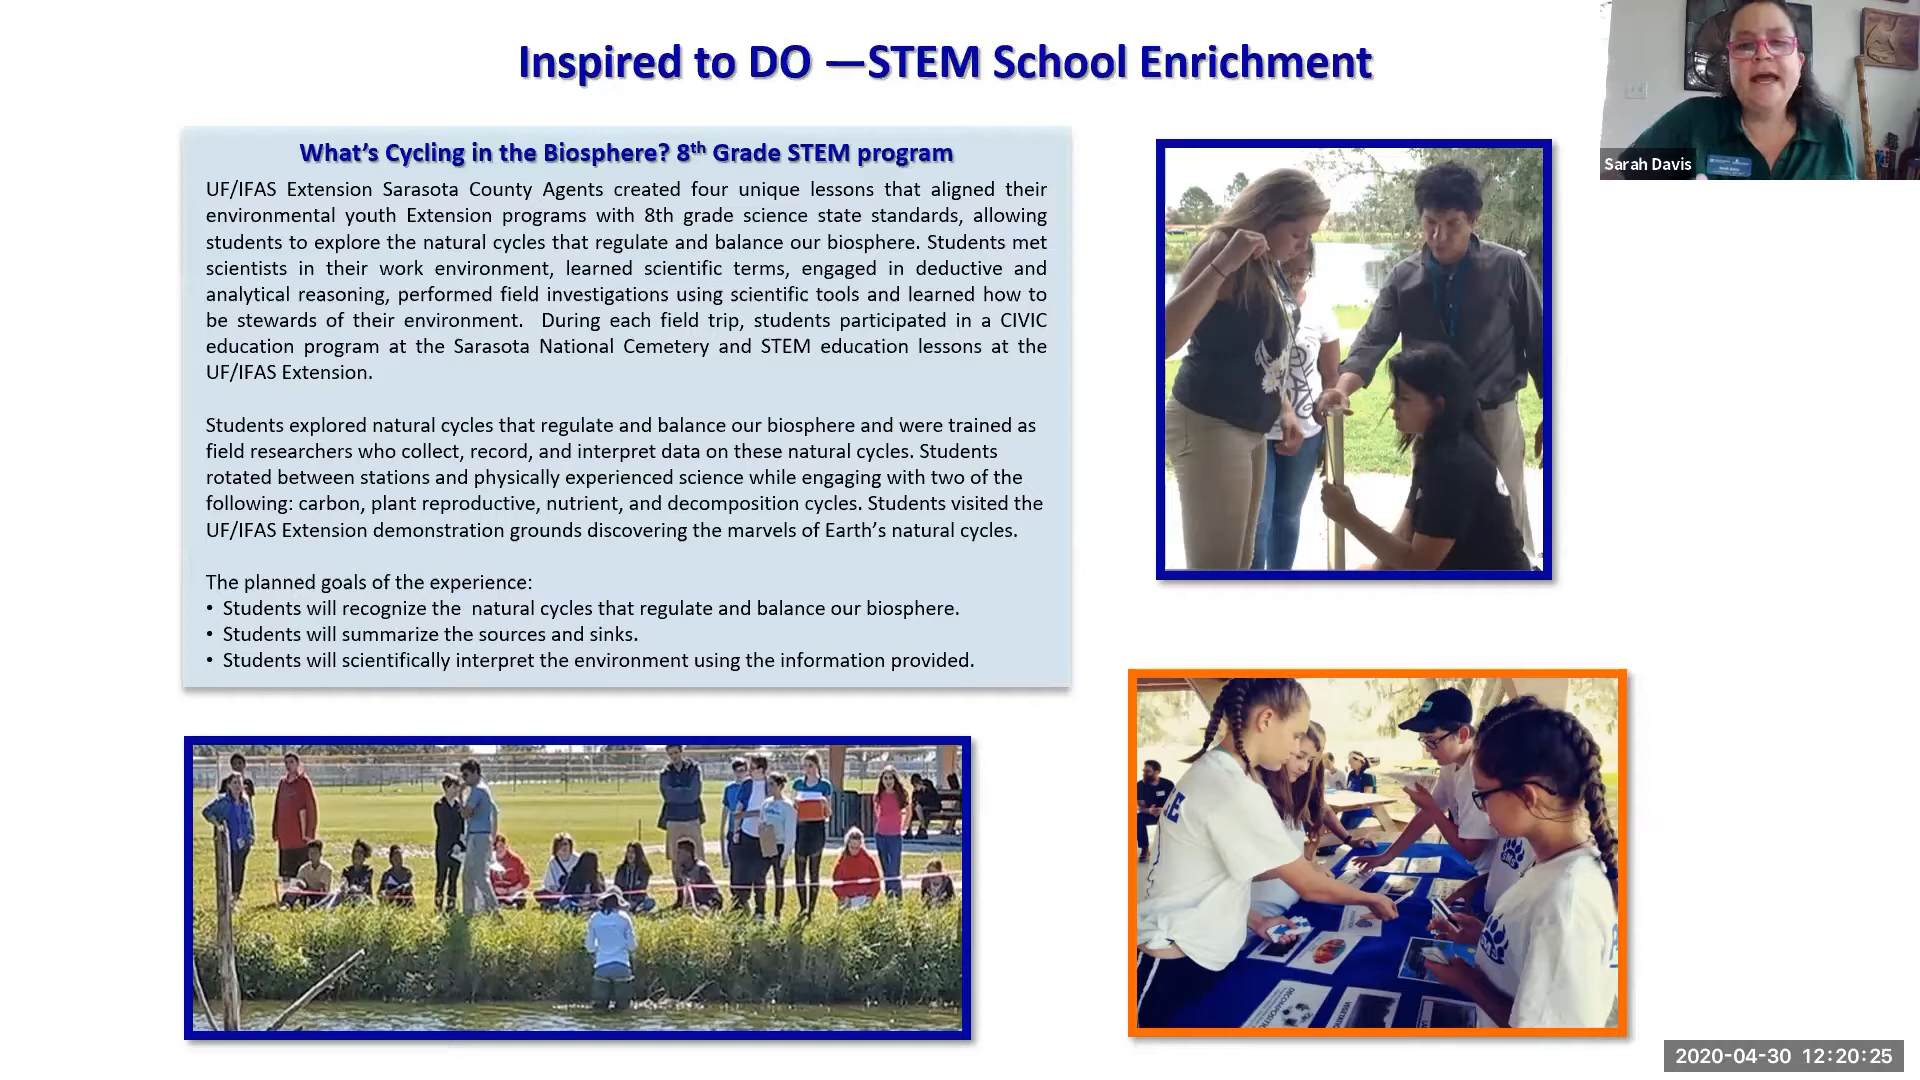 Inspired to DO —STEM School Enrichment
What's Cycling in the Biosphere? 8th Grade STEM program
UF/IFAS Extension Sarasota County Agents created four unique lessons that aligned their
environmental youth Extension programs with 8th grade science state standards, allowing
students to explore the natural cycles that regulate and balance our biosphere. Students met
scientists in their work environment, learned scientific terms, engaged in deductive and
analytical reasoning, performed field investigations using scientific tools and learned how to
be stewards of their environment.  During each field trip, students participated in a CIVIC
education program at the Sarasota National Cemetery and STEM education lessons at the
UF/IFAS Extension.
Students explored natural cycles that regulate and balance our biosphere and were trained as
field researchers who collect, record, and interpret data on these natural cycles. Students
rotated between stations and physically experienced science while engaging with two of the
following: carbon, plant reproductive, nutrient, and decomposition cycles. Students visited the
UF/IFAS Extension demonstration grounds discovering the marvels of Earth's natural cycles.
The planned goals of the experience:
• Students will recognize the  natural cycles that regulate and balance our biosphere.
• Students will summarize the sources and sinks.
• Students will scientifically interpret the environment using the information provided.
Sarah Davis
SMS
2020-04-30 12:20:25